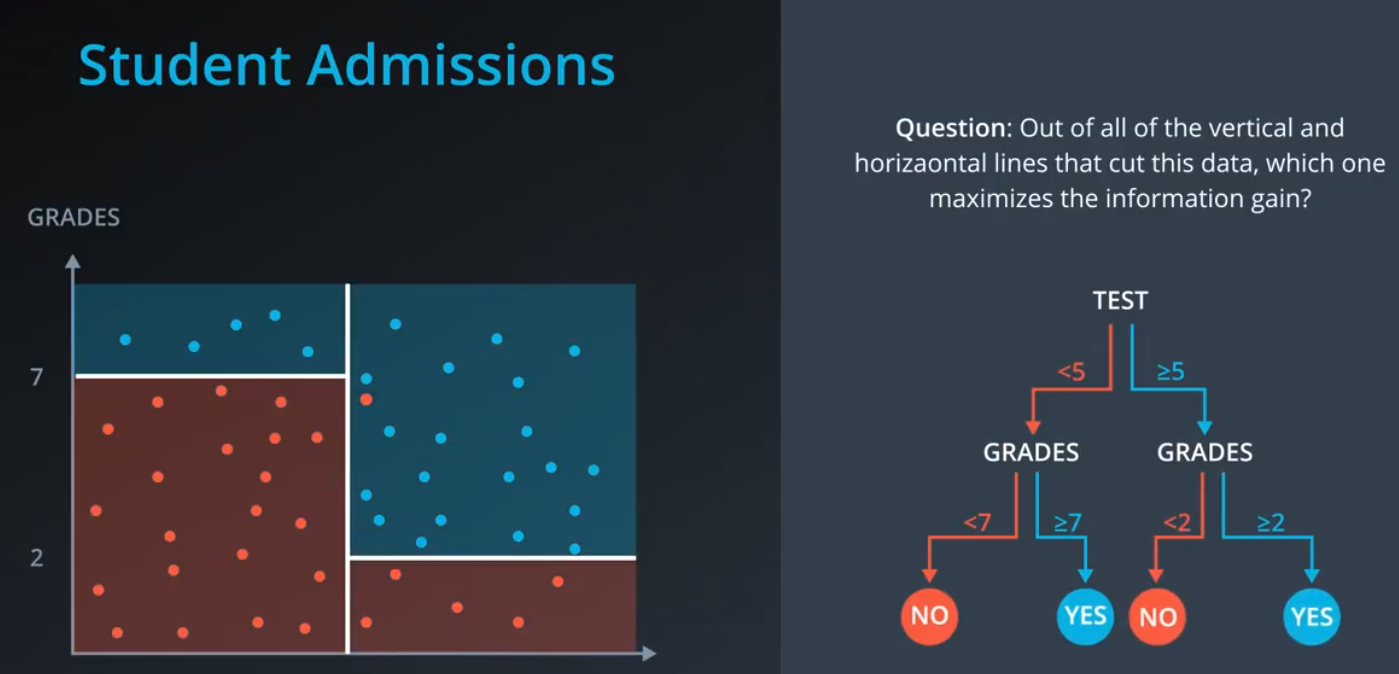 Student Admissions
GRADES
7
2
Question: Out of all of the vertical and
horizaontal lines that cut this data, which one
maximizes the information gain?
TEST
<5 ≥5
GRADES GRADES
<7 ≥7 <2 ≥2
NO YES NO YES